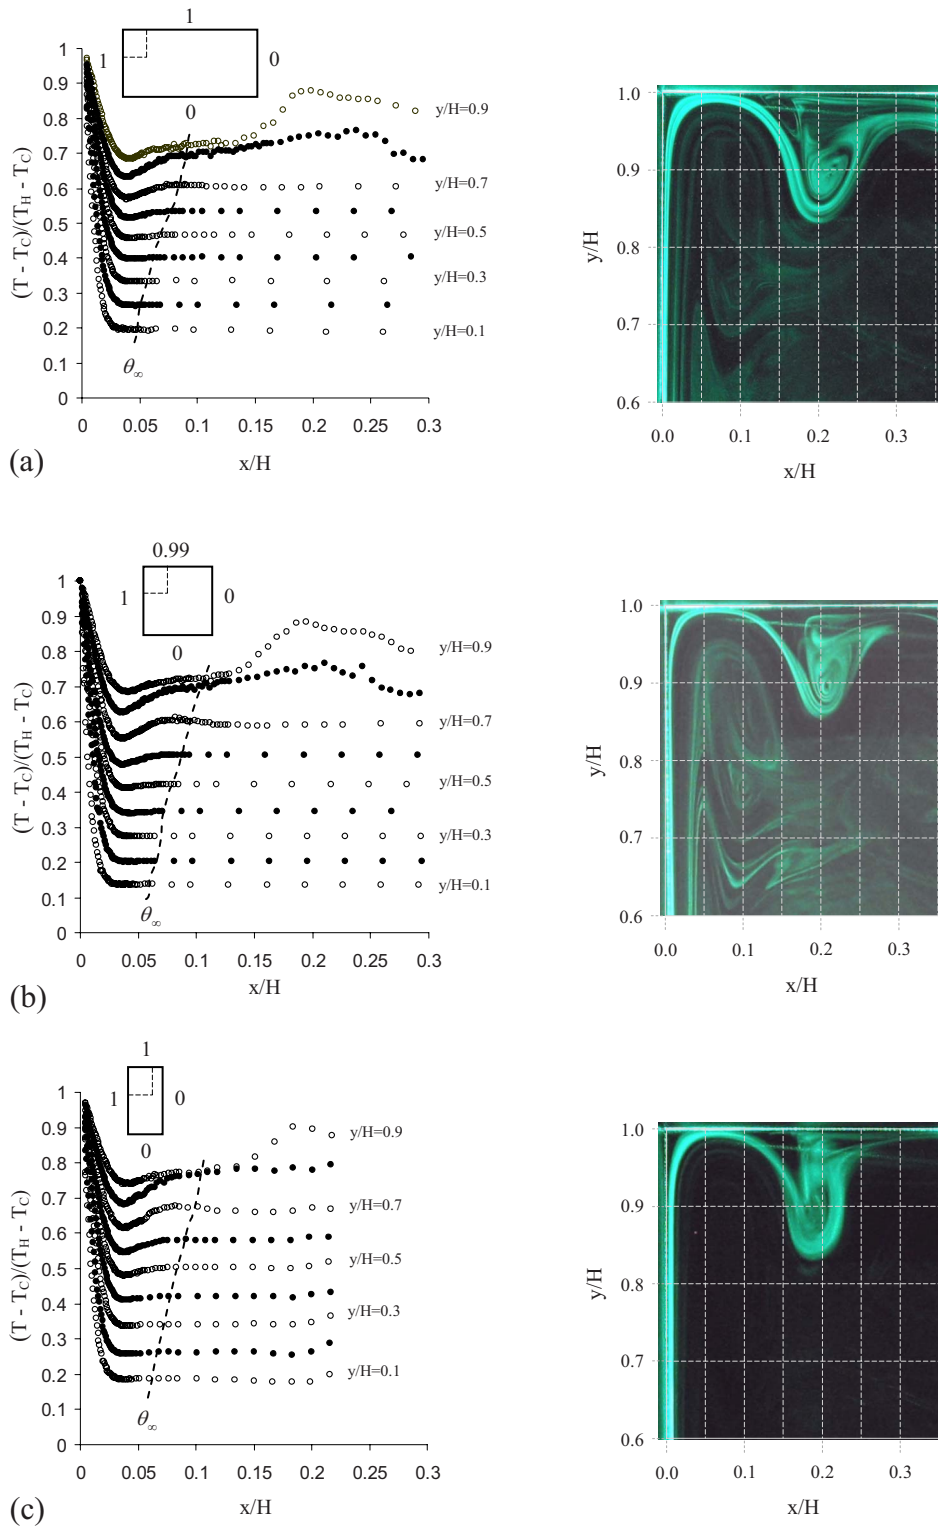 1
1
0
0
1
0.9
0.8
0.7
0.6
0.5
0.4
0.3
0.2
0.1
0
(T - TC)/(TH - TC)
y/H=0.9
y/H=0.7
y/H=0.5
y/H=0.3
y/H=0.1
θ∞
0 0.05 0.1 0.15 0.2 0.25 0.3
x/H
(a)
1.0
0.9
0.8
0.7
0.6
y/H
0.0 0.1 0.2 0.3
x/H
0.99
1
0
0
1
0.9
0.8
0.7
0.6
0.5
0.4
0.3
0.2
0.1
0
(T - TC)/(TH - TC)
y/H=0.9
y/H=0.7
y/H=0.5
y/H=0.3
y/H=0.1
θ∞
0 0.05 0.1 0.15 0.2 0.25 0.3
x/H
(b)
1.0
0.9
0.8
0.7
0.6
y/H
0.0 0.1 0.2 0.3
x/H
1
1
0
0
1
0.9
0.8
0.7
0.6
0.5
0.4
0.3
0.2
0.1
0
(T - TC)/(TH - TC)
y/H=0.9
y/H=0.7
y/H=0.5
y/H=0.3
y/H=0.1
θ∞
0 0.05 0.1 0.15 0.2 0.25 0.3
x/H
(c)
1.0
0.9
0.8
0.7
0.6
y/H
0.0 0.1 0.2 0.3
x/H